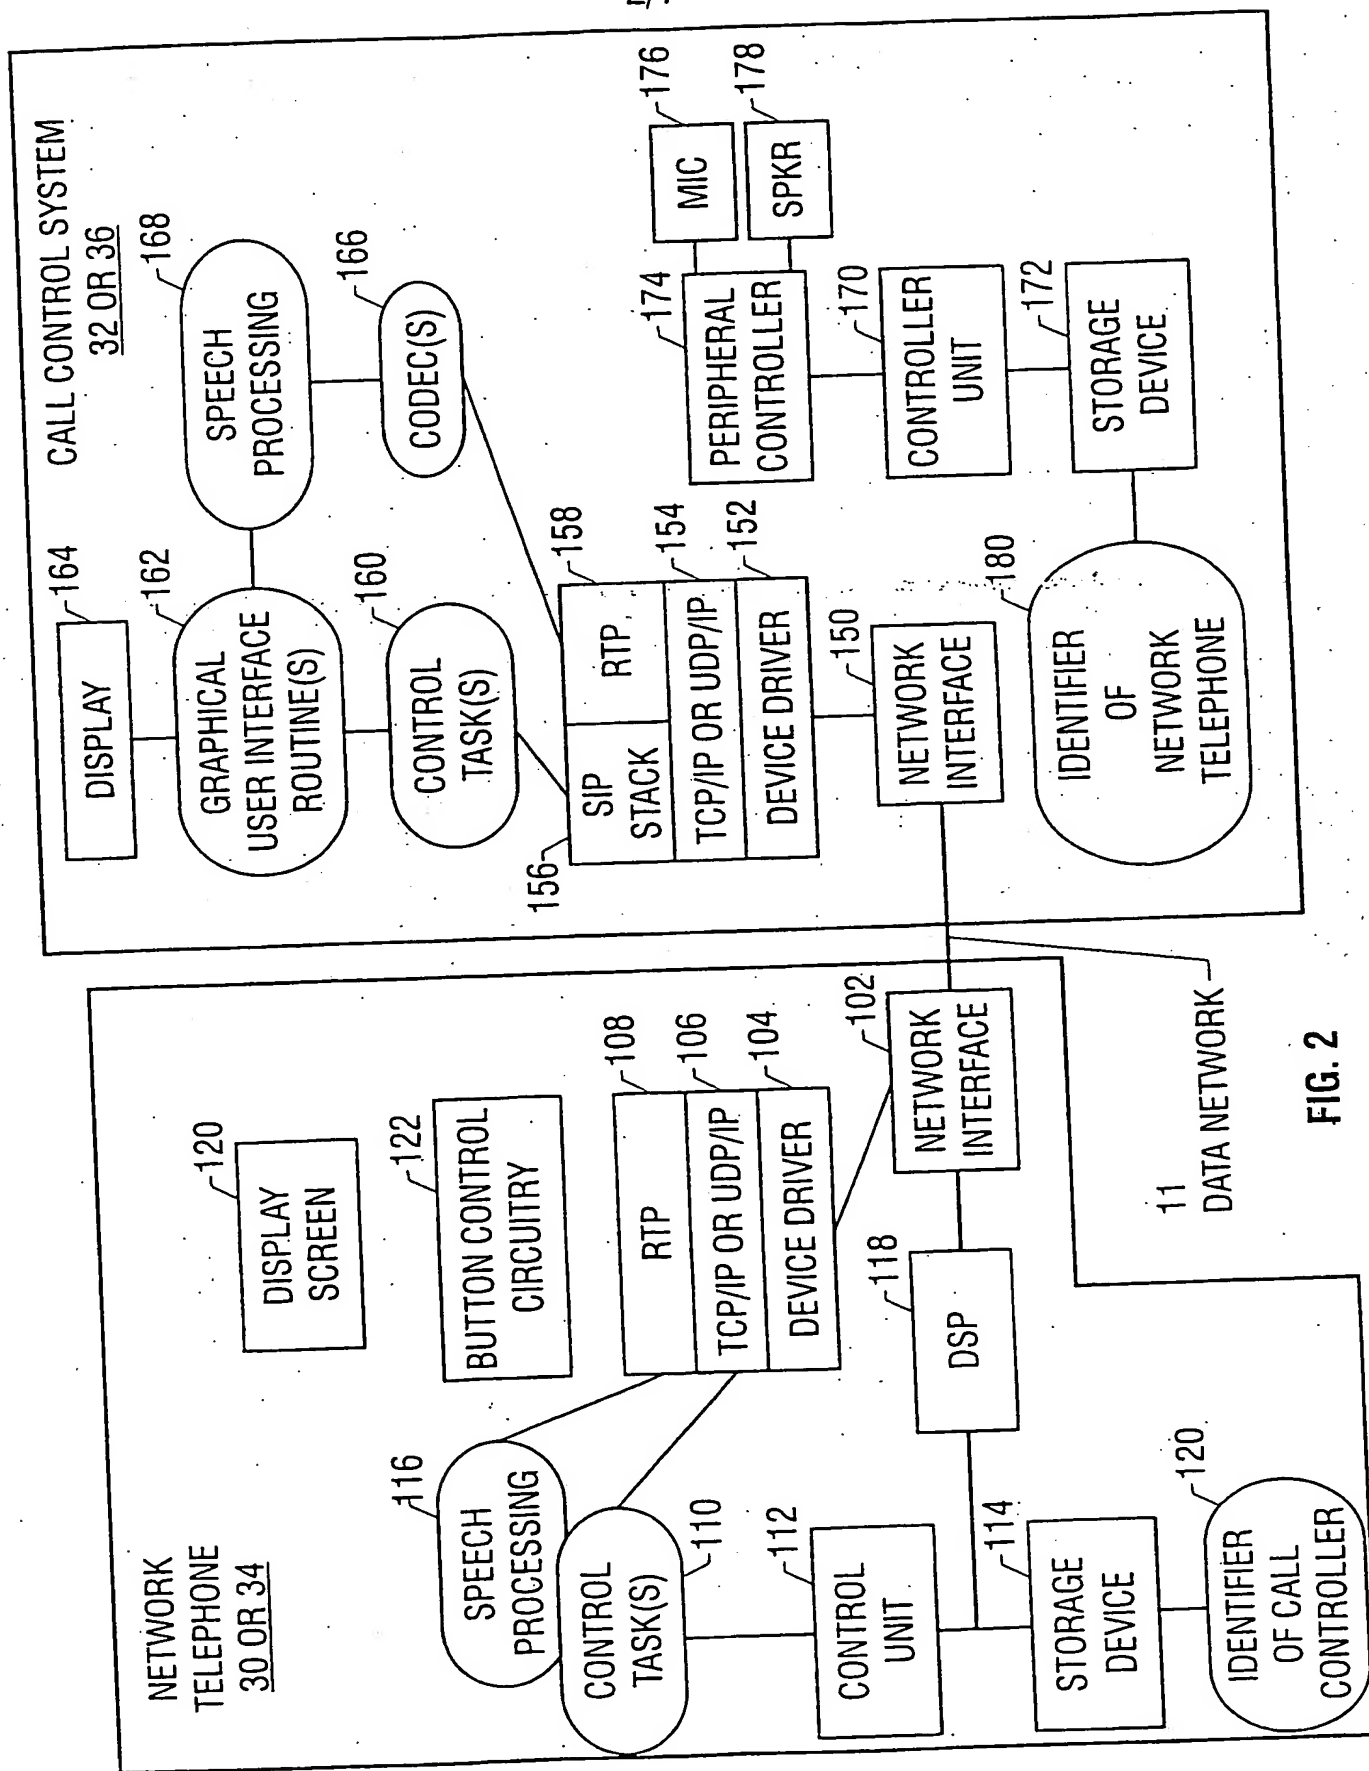 NETWORK
TELEPHONE
30 OR 34
120
DISPLAY
SCREEN
122
BUTTON CONTROL
CIRCUITRY
116
SPEECH
PROCESSING
108
RTP
106
TCP/IP OR UDP/IP
104
DEVICE DRIVER
110
CONTROL
TASK(S)
112
CONTROL
UNIT
118
DSP
102
NETWORK
INTERFACE
114
STORAGE
DEVICE
120
IDENTIFIER
OF CALL
CONTROLLER
11
DATA NETWORK
CALL CONTROL SYSTEM
32 OR 36
164
DISPLAY
162
GRAPHICAL
USER INTERFACE
ROUTINE(S)
168
SPEECH
PROCESSING
160
CONTROL
TASK(S)
166
CODEC(S)
156
SIP
STACK
158
RTP
154
TCP/IP OR UDP/IP
152
DEVICE DRIVER
150
NETWORK
INTERFACE
176
MIC
178
SPKR
174
PERIPHERAL
CONTROLLER
170
CONTROLLER
UNIT
172
STORAGE
DEVICE
180
IDENTIFIER
OF
NETWORK
TELEPHONE
FIG. 2